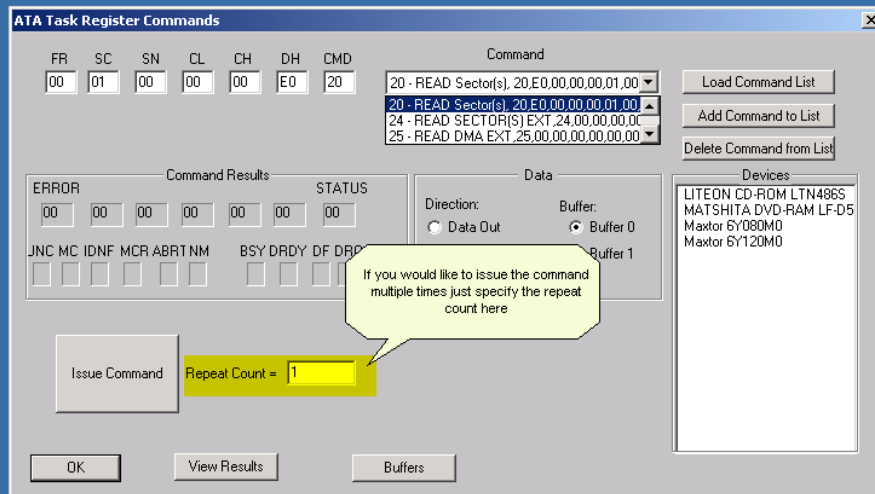 ATA Task Register Commands
FR SC SN CL CH DH CMD
00 01 00 00 00 E0 20
Command
20 - READ Sector(s), 20,E0,00,00,00,01,00
20 - READ Sector(s), 20,E0,00,00,00,01,00,
24 - READ SECTOR(S) EXT,24,00,00,00,00
25 - READ DMA EXT,25,00,00,00,00,00,00
Load Command List
Add Command to List
Delete Command from List
Command Results
ERROR STATUS
00 00 00 00 00 00 00
UNC MC IDNF MCR ABRT NM BSY DRDY DF
Data
Direction: Buffer:
Data Out Buffer 0
Buffer 1
Devices
LITEON CD-ROM LTN486S
MATSHITA DVD-RAM LF-D5
Maxtor 6Y080M0
Maxtor 6Y120M0
If you would like to issue the command
multiple times just specify the repeat
count here
Issue Command
Repeat Count = 1
OK
View Results
Buffers